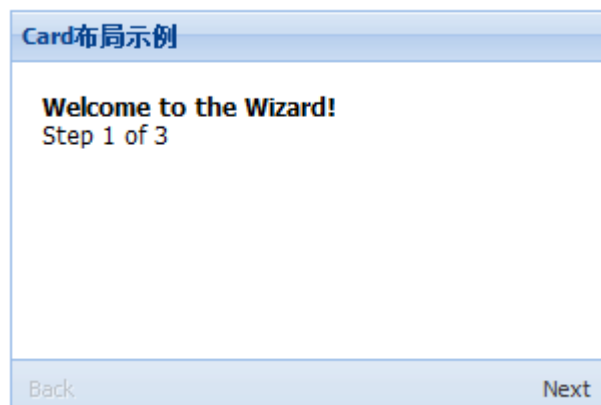 Card布局示例
Welcome to the Wizard!
Step 1 of 3
Back
Next